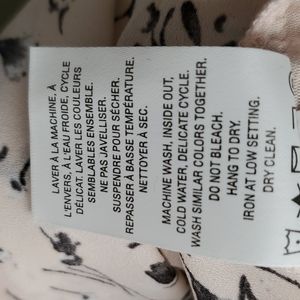 LAVER À LA MACHINE, À
L'ENVERS, À L'EAU FROIDE, CYCLE
DÉLICAT. LAVER LES COULEURS
SEMBLABLES ENSEMBLE.
NE PAS JAVELLISER.
SUSPENDRE POUR SÉCHER.
REPASSER À BASSE TEMPÉRATURE.
NETTOYER À SEC.
MACHINE WASH, INSIDE OUT,
COLD WATER, DELICATE CYCLE.
WASH SIMILAR COLORS TOGETHER.
DO NOT BLEACH.
HANG TO DRY.
IRON AT LOW SETTING.
DRY CLEAN.